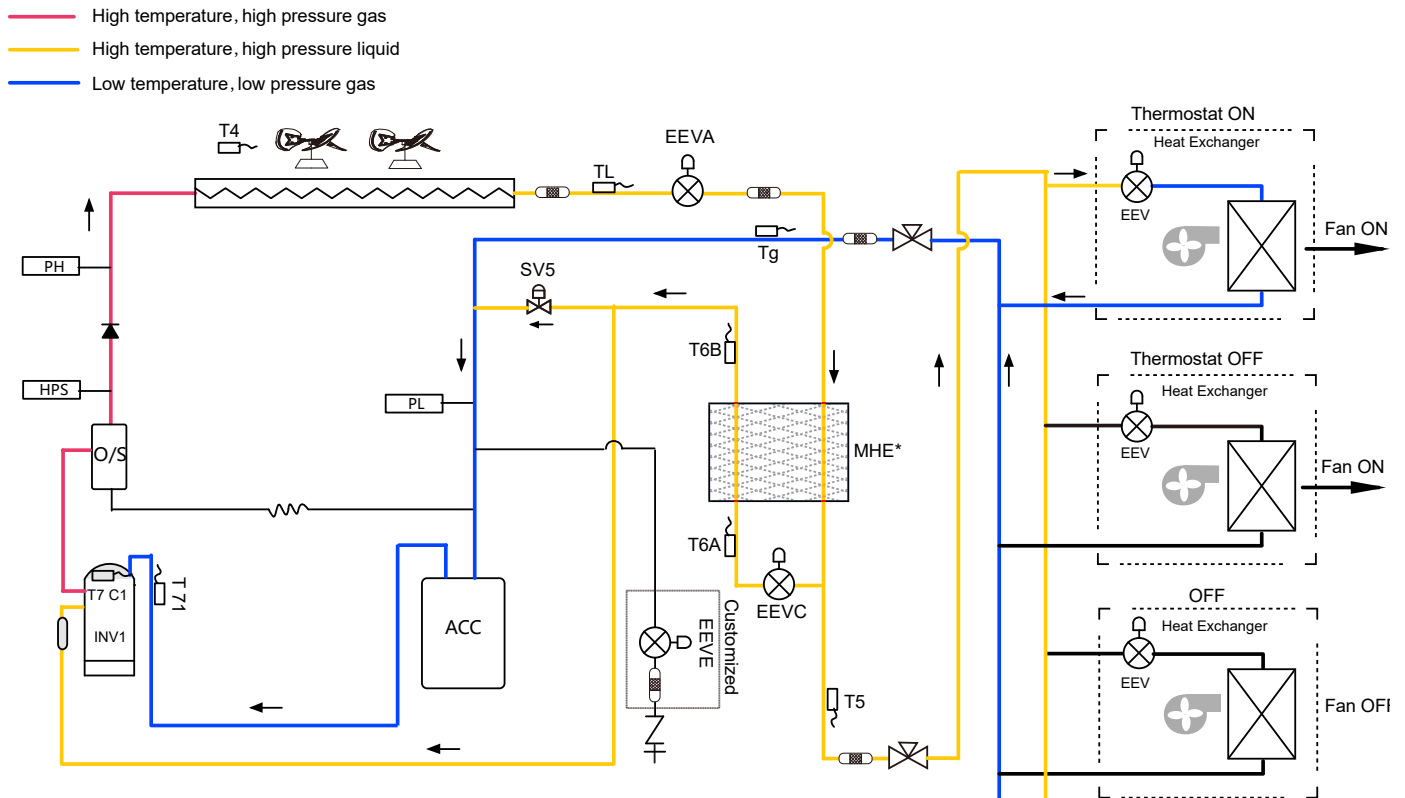 High temperature, high pressure gas
High temperature, high pressure liquid
Low temperature, low pressure gas
Thermostat ON
Heat Exchanger
EEV
Fan ON
T4
TL
EEVA
Tg
PH
SV5
HPS
T6B
PL
Thermostat OFF
Heat Exchanger
EEV
Fan ON
O/S
MHE*
T6A
EEVC
T71
T7 C1
INV1
ACC
Customized
EEVE
T5
OFF
Heat Exchanger
EEV
Fan OFF